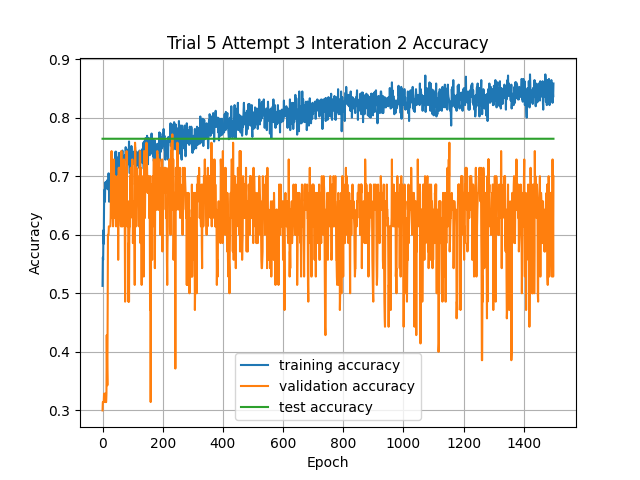 Trial 5 Attempt 3 Interation 2 Accuracy
0.9
0.8
0.7
0.6
0.5
0.4
0.3
Accuracy
training accuracy
validation accuracy
test accuracy
0 200 400 600 800 1000 1200 1400
Epoch